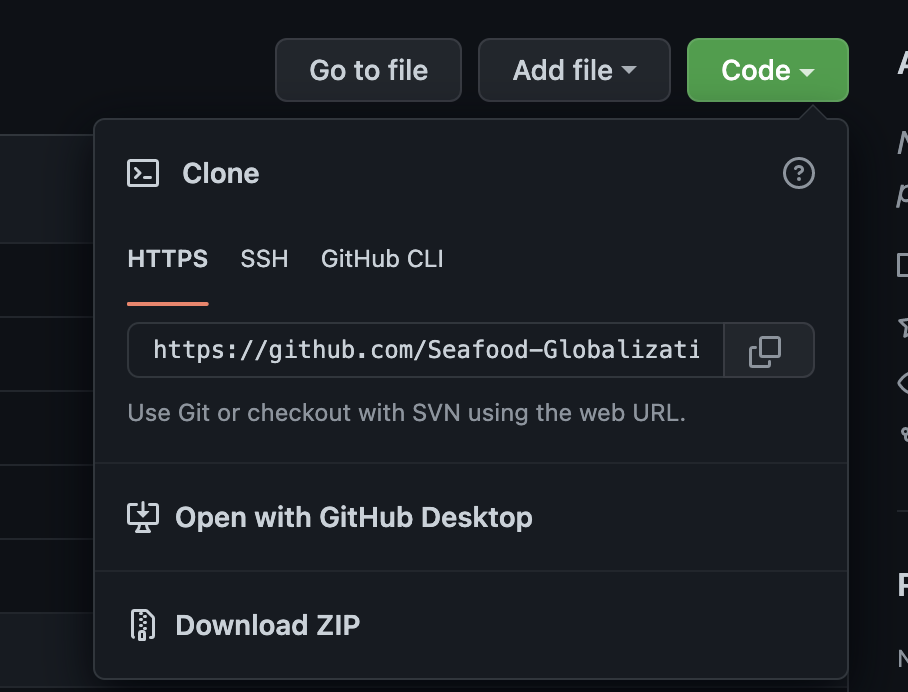 Go to file
Add file
Code
Clone
HTTPS SSH GitHub CLI
https://github.com/Seafood-Globalizati
Use Git or checkout with SVN using the web URL.
Open with GitHub Desktop
Download ZIP